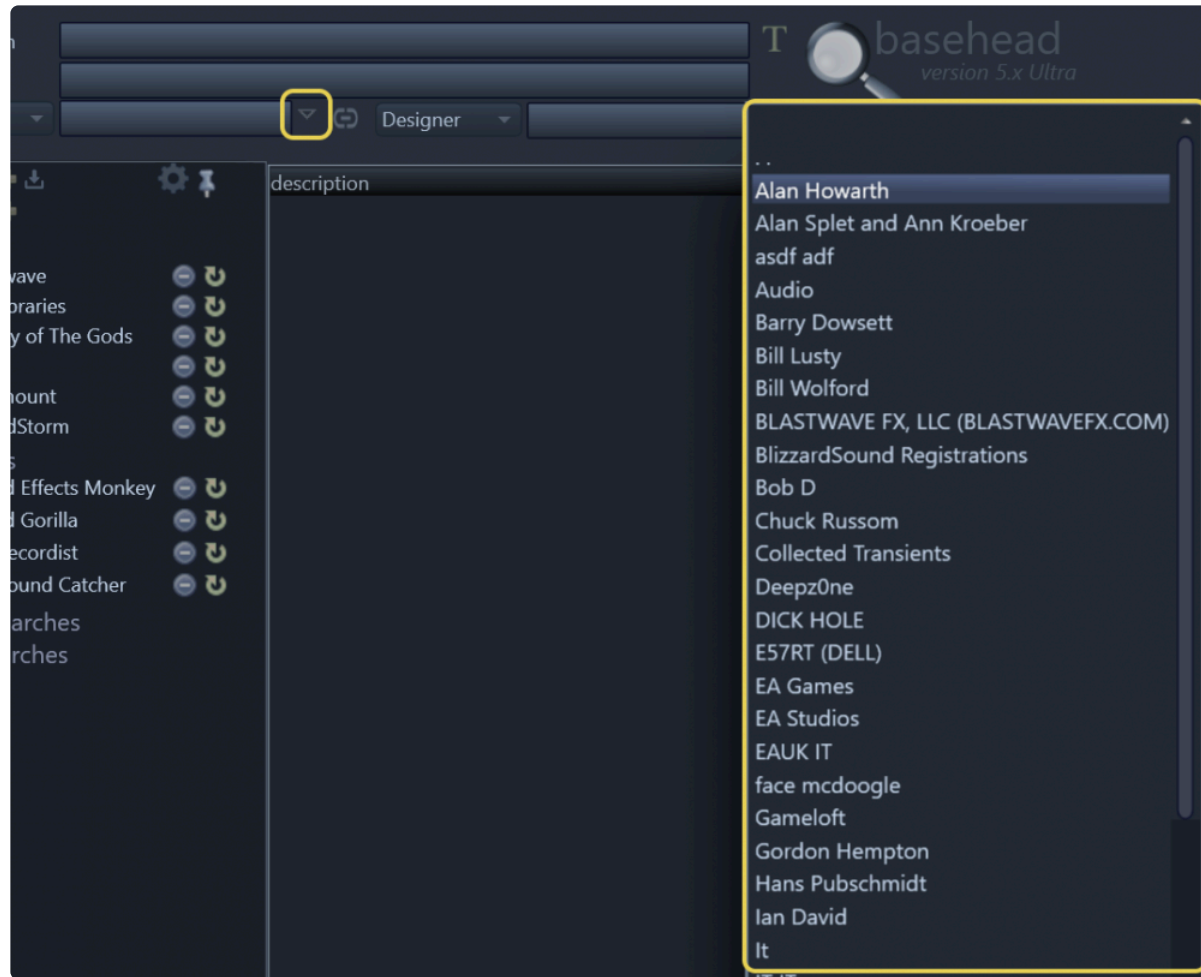 T
basehead
version 5.x Ultra
Designer
description
..
Alan Howarth
Alan Splet and Ann Kroeber
asdf adf
Audio
Barry Dowsett
Bill Lusty
Bill Wolford
BLASTWAVE FX, LLC (BLASTWAVEFX.COM)
BlizzardSound Registrations
Bob D
Chuck Russom
Collected Transients
Deepz0ne
DICK HOLE
E57RT (DELL)
EA Games
EA Studios
EAUK IT
face mcdoogle
Gameloft
Gordon Hempton
Hans Pubschmidt
Ian David
It
vave
oraries
y of The Gods
ount
dStorm
s
d Effects Monkey
d Gorilla
ecordist
ound Catcher
arches
rches